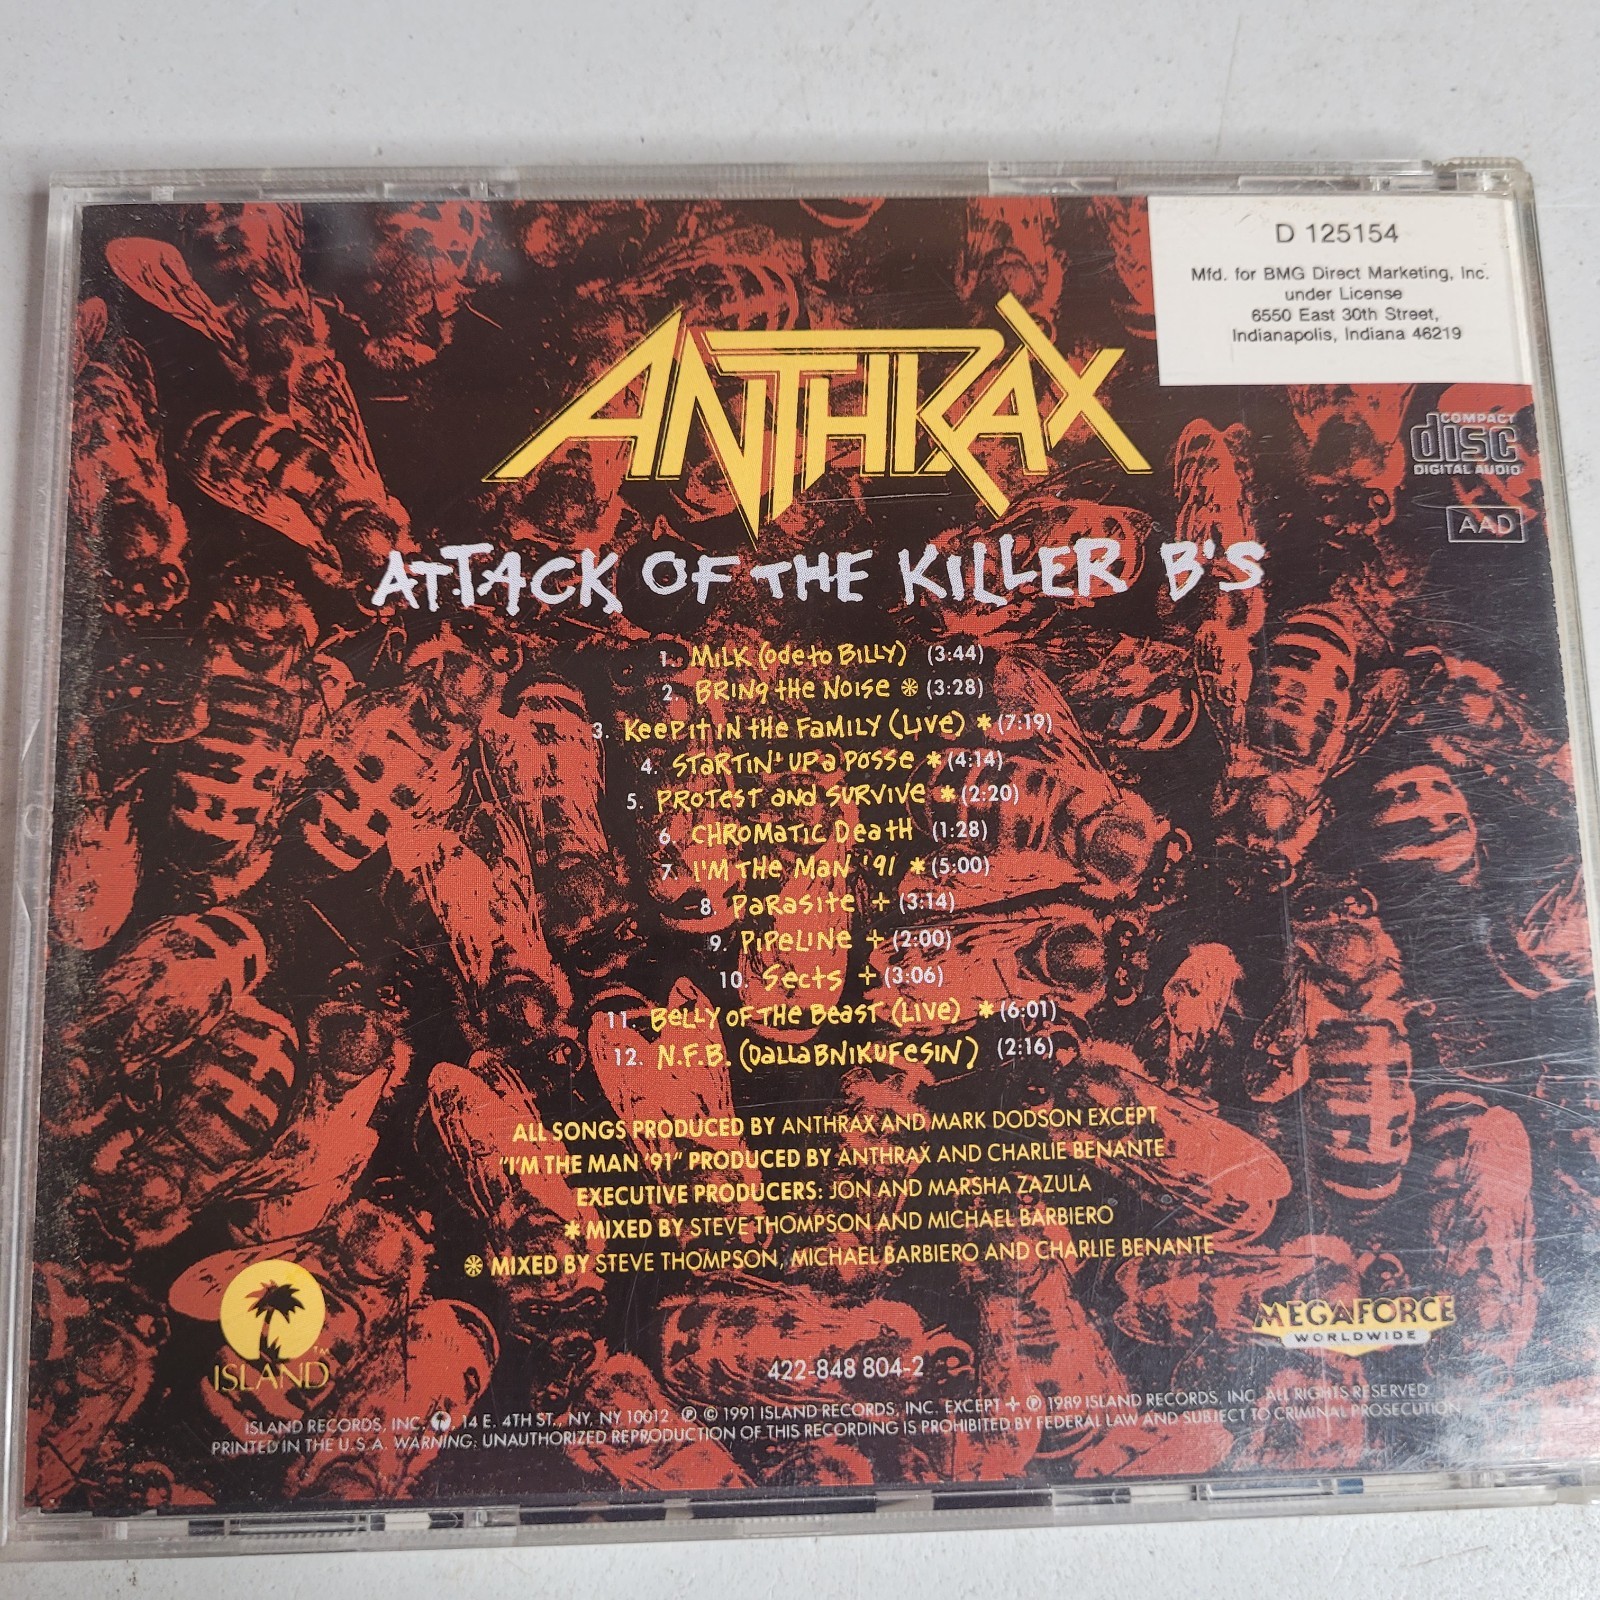 D 125154
Mfd. for BMG Direct Marketing, Inc.
under License
6550 East 30th Street,
Indianapolis, Indiana 46219
COMPACT
disc
DIGITAL AUDIO
AAD
ANTHRAX
ATTACK OF THE KILLER B'S
1. MILK (ODE TO BILLY) (3:44)
2. BRING THE NOISE ❊ (3:28)
3. KEEP IT IN THE FAMILY (LIVE) * (7:19)
4. STARTIN' UP A POSSE * (4:14)
5. PROTEST AND SURVIVE * (2:20)
6. CHROMATIC DEATH (1:28)
7. I'M THE MAN '91 * (5:00)
8. PARASITE + (3:14)
9. PIPELINE + (2:00)
10. SECTS + (3:06)
11. BELLY OF THE BEAST (LIVE) * (6:01)
12. N.F.B. (DALLABNIKUFESIN) (2:16)
ALL SONGS PRODUCED BY ANTHRAX AND MARK DODSON EXCEPT
"I'M THE MAN '91" PRODUCED BY ANTHRAX AND CHARLIE BENANTE
EXECUTIVE PRODUCERS: JON AND MARSHA ZAZULA
* MIXED BY STEVE THOMPSON AND MICHAEL BARBIERO
❊ MIXED BY STEVE THOMPSON, MICHAEL BARBIERO AND CHARLIE BENANTE
ISLAND™
MEGAFORCE
WORLDWIDE
422-848 804-2
ISLAND RECORDS, INC. , 14 E. 4TH ST., NY, NY 10012 ℗ © 1991 ISLAND RECORDS, INC. EXCEPT + ℗ 1989 ISLAND RECORDS, INC. ALL RIGHTS RESERVED
PRINTED IN THE U.S.A. WARNING: UNAUTHORIZED REPRODUCTION OF THIS RECORDING IS PROHIBITED BY FEDERAL LAW AND SUBJECT TO CRIMINAL PROSECUTION